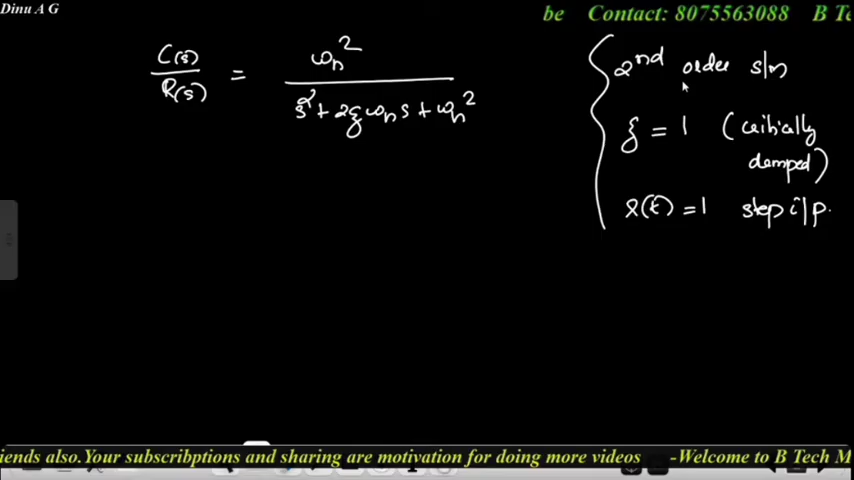 Dinu A G
be Contact: 8075563088 B Te
C(s)/R(s) = ωn² / s² + 2ξωns + ωn²
2nd order s/m
ξ = 1 (critically damped)
r(t) = 1 step i/p.
iends also.Your subscribptions and sharing are motivation for doing more videos -Welcome to B Tech M